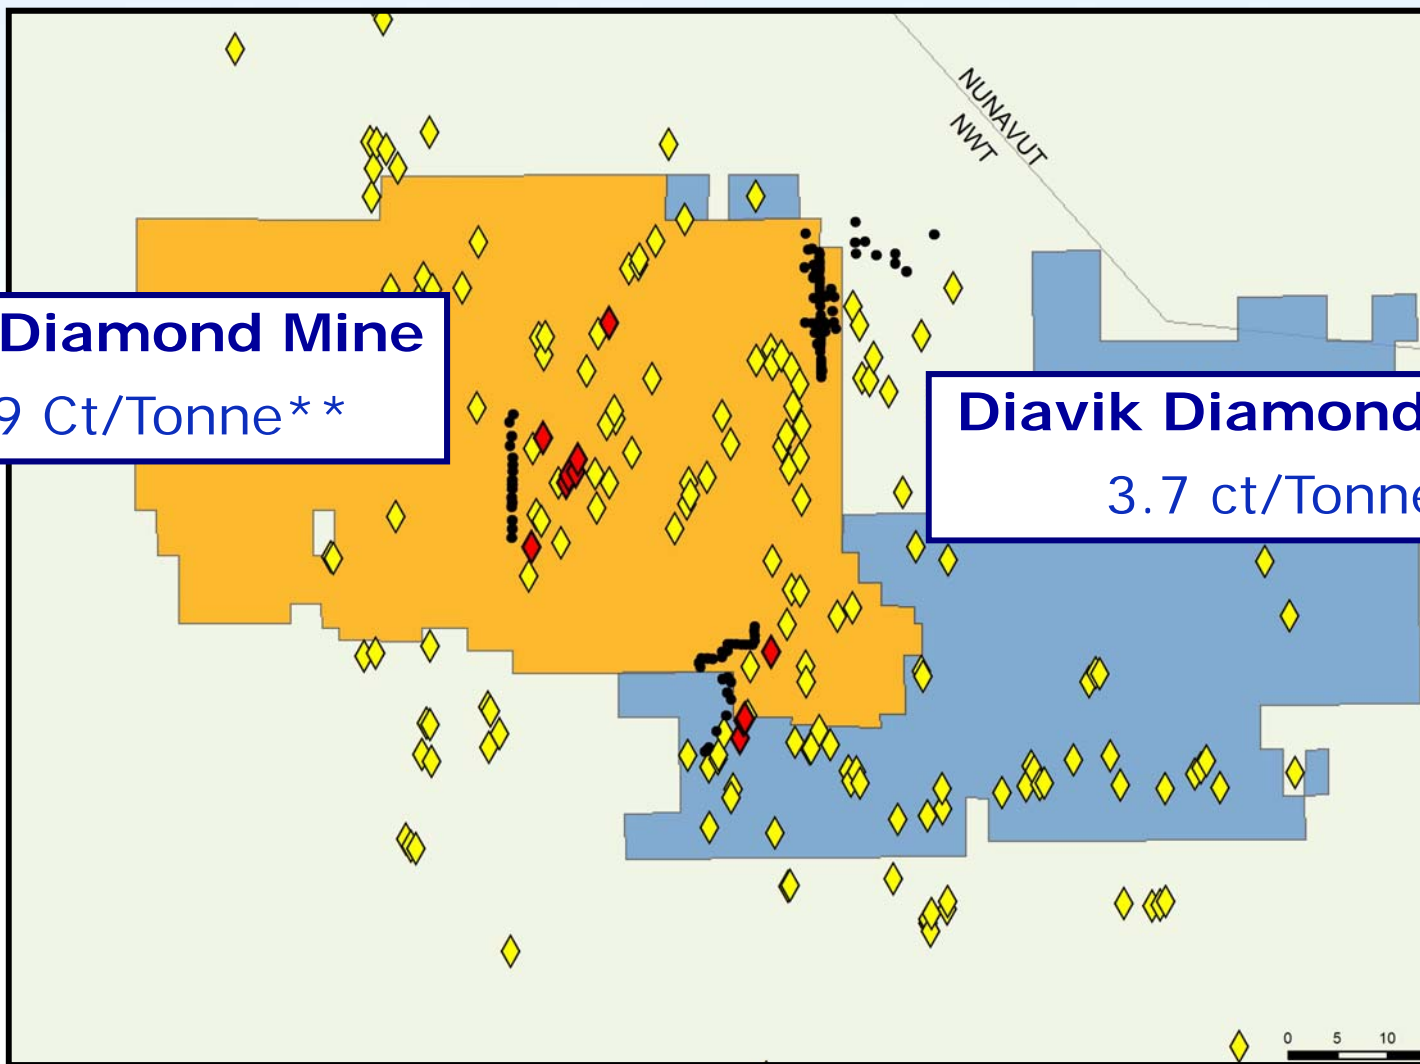 NUNAVUT
NWT
Diamond Mine
9 Ct/Tonne**
Diavik Diamond
3.7 ct/Tonne
0 5 10